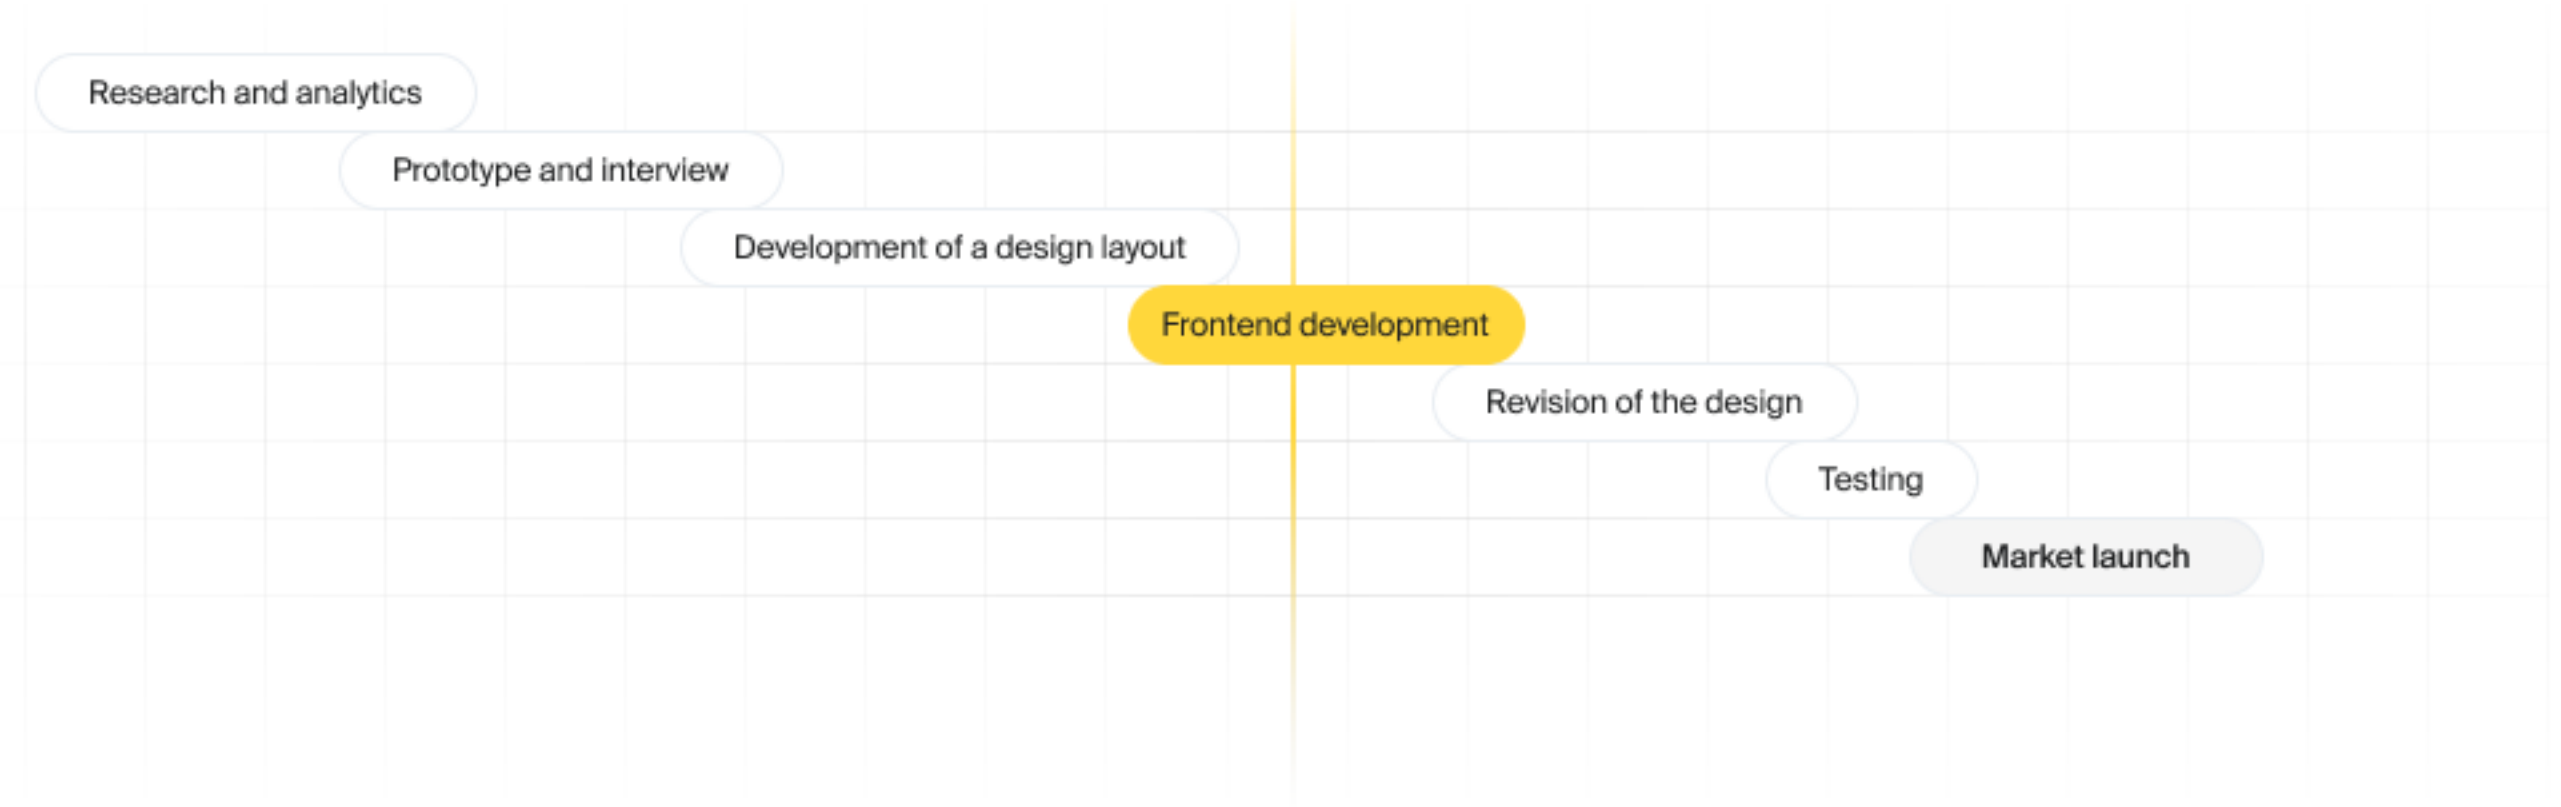 Research and analytics
Prototype and interview
Development of a design layout
Frontend development
Revision of the design
Testing
Market launch